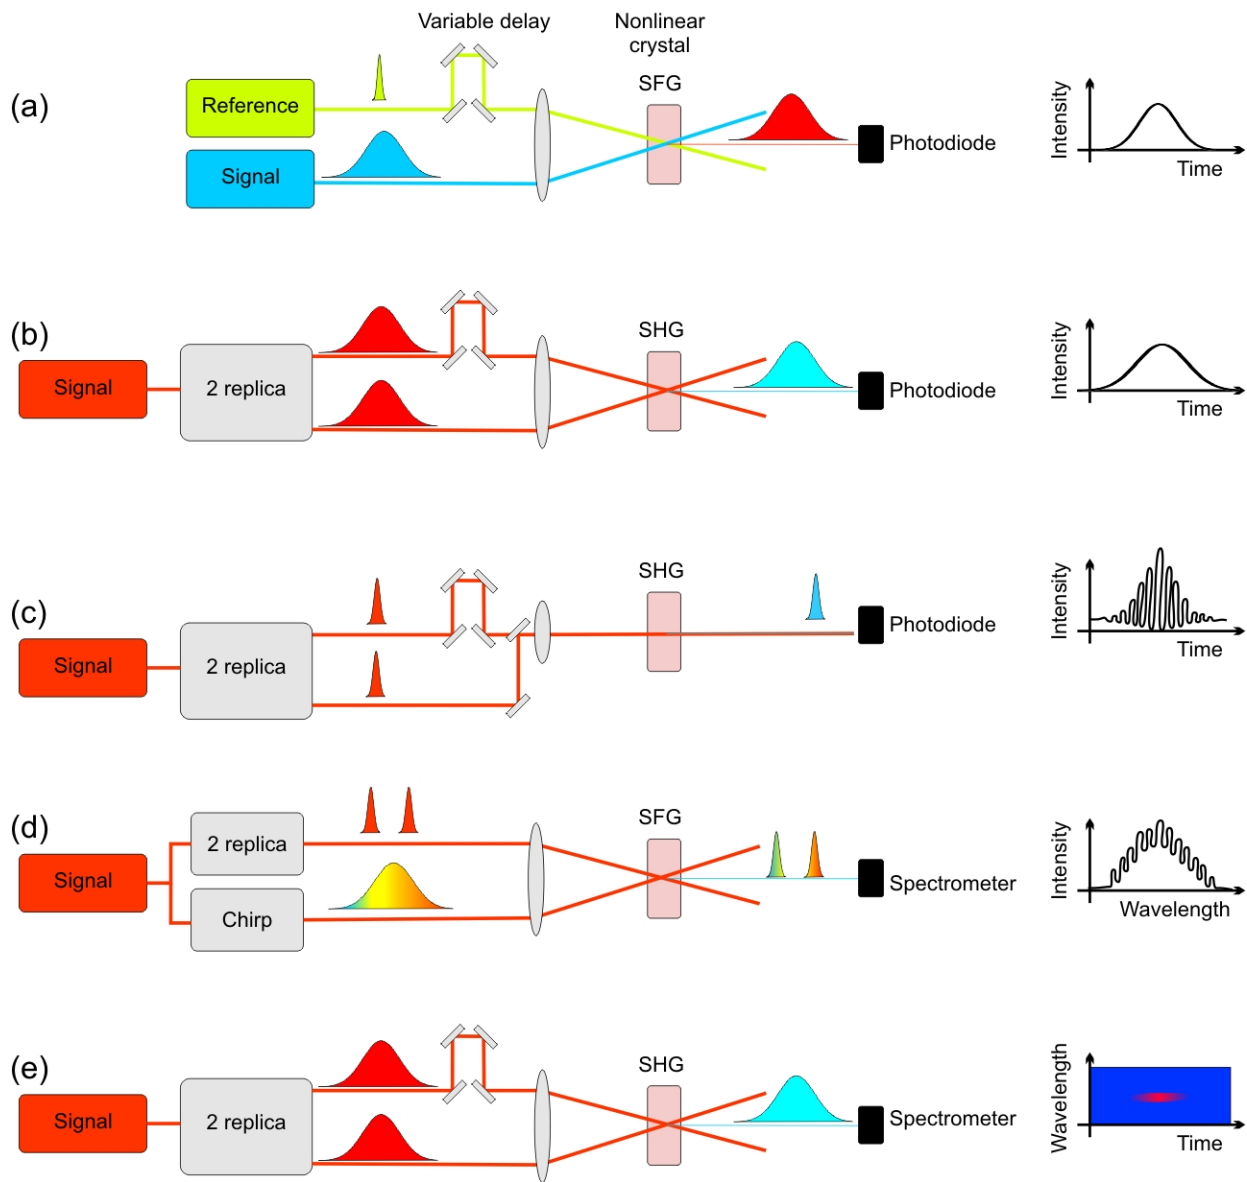 Variable delay
Nonlinear
crystal
SFG
(a)
Reference
Signal
Photodiode
Intensity
Time
(b)
Signal
2 replica
SHG
Photodiode
Intensity
Time
(c)
Signal
2 replica
SHG
Photodiode
Intensity
Time
(d)
Signal
2 replica
Chirp
SFG
Spectrometer
Intensity
Wavelength
(e)
Signal
2 replica
SHG
Spectrometer
Wavelength
Time